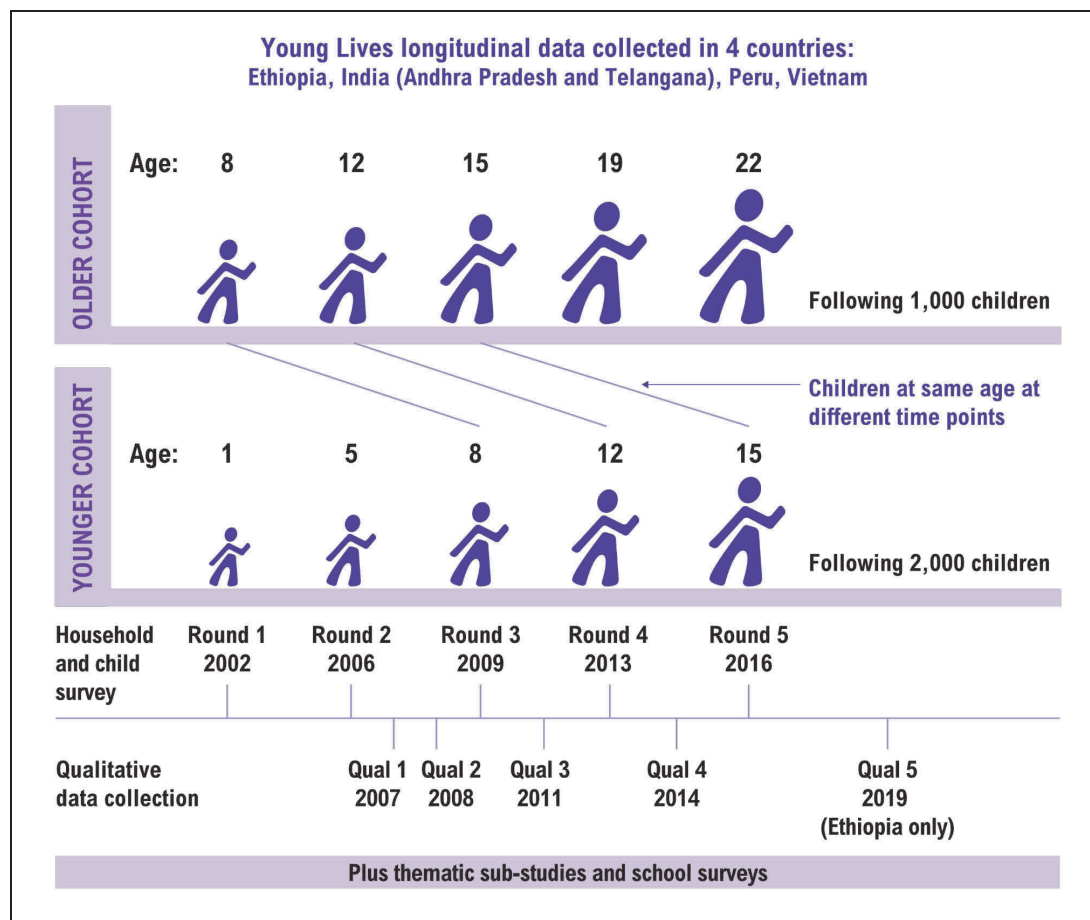 Young Lives longitudinal data collected in 4 countries:
Ethiopia, India (Andhra Pradesh and Telangana), Peru, Vietnam
OLDER COHORT
Age: 8 12 15 19 22
Following 1,000 children
Children at same age at
different time points
YOUNGER COHORT
Age: 1 5 8 12 15
Following 2,000 children
Household
and child
survey
Round 1
2002
Round 2
2006
Round 3
2009
Round 4
2013
Round 5
2016
Qualitative
data collection
Qual 1
2007
Qual 2
2008
Qual 3
2011
Qual 4
2014
Qual 5
2019
(Ethiopia only)
Plus thematic sub-studies and school surveys